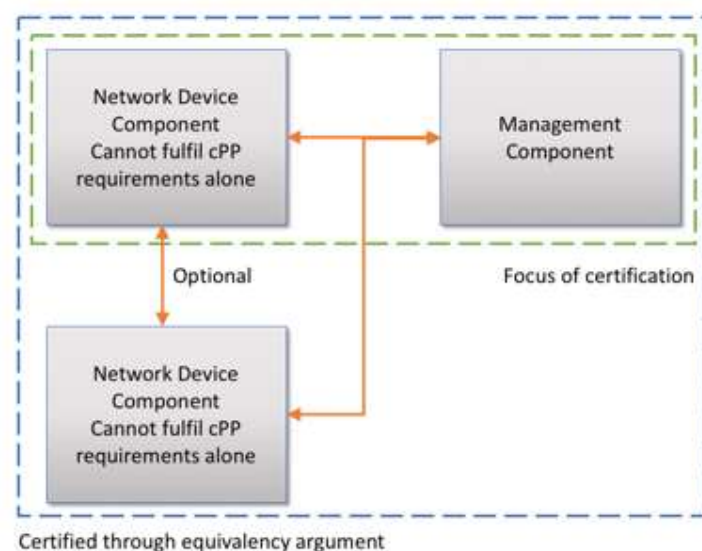 Network Device
Component
Cannot fulfil cPP
requirements alone
Management
Component
Optional
Focus of certification
Network Device
Component
Cannot fulfil cPP
requirements alone
Certified through equivalency argument